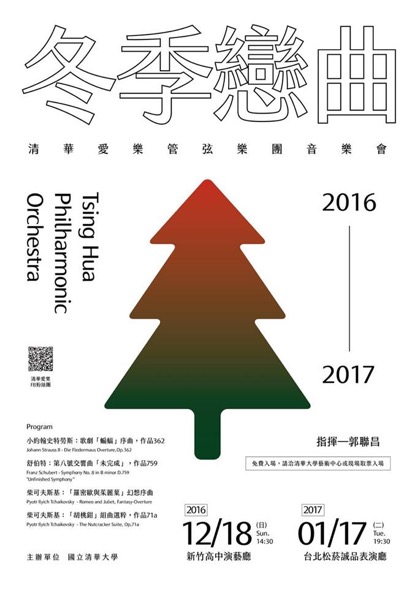 冬季戀曲
清華愛樂管弦樂團音樂會
Tsing Hua
Philharmonic
Orchestra
2016
2017
清華愛樂
FB粉絲團
Program
小約翰史特勞斯：歌劇「蝙蝠」序曲，作品362
Johann Strauss II - Die Fledermaus Overture, Op.362
舒伯特：第八號交響曲「未完成」，作品759
Franz Schubert - Symphony No. 8 in B minor D.759
"Unfinished Symphony"
柴可夫斯基：「羅密歐與茱麗葉」幻想序曲
Pyotr Ilyich Tchaikovsky - Romeo and Juliet, Fantasy-Overture
柴可夫斯基：「胡桃鉗」組曲選粹，作品71a
Pyotr Ilyich Tchaikovsky - The Nutcracker Suite, Op.71a
指揮—郭聯昌
免費入場，請洽清華大學藝術中心或現場取票入場
2016
12/18 (日) Sun. 14:30
新竹高中演藝廳
2017
01/17 (二) Tue. 19:30
台北松菸誠品表演廳
主辦單位 國立清華大學